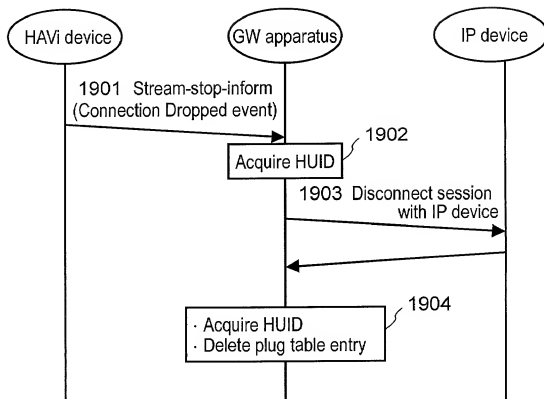 HAVi device
GW apparatus
IP device
1901 Stream-stop-inform
(Connection Dropped event)
1902
Acquire HUID
1903 Disconnect session
with IP device
1904
· Acquire HUID
· Delete plug table entry